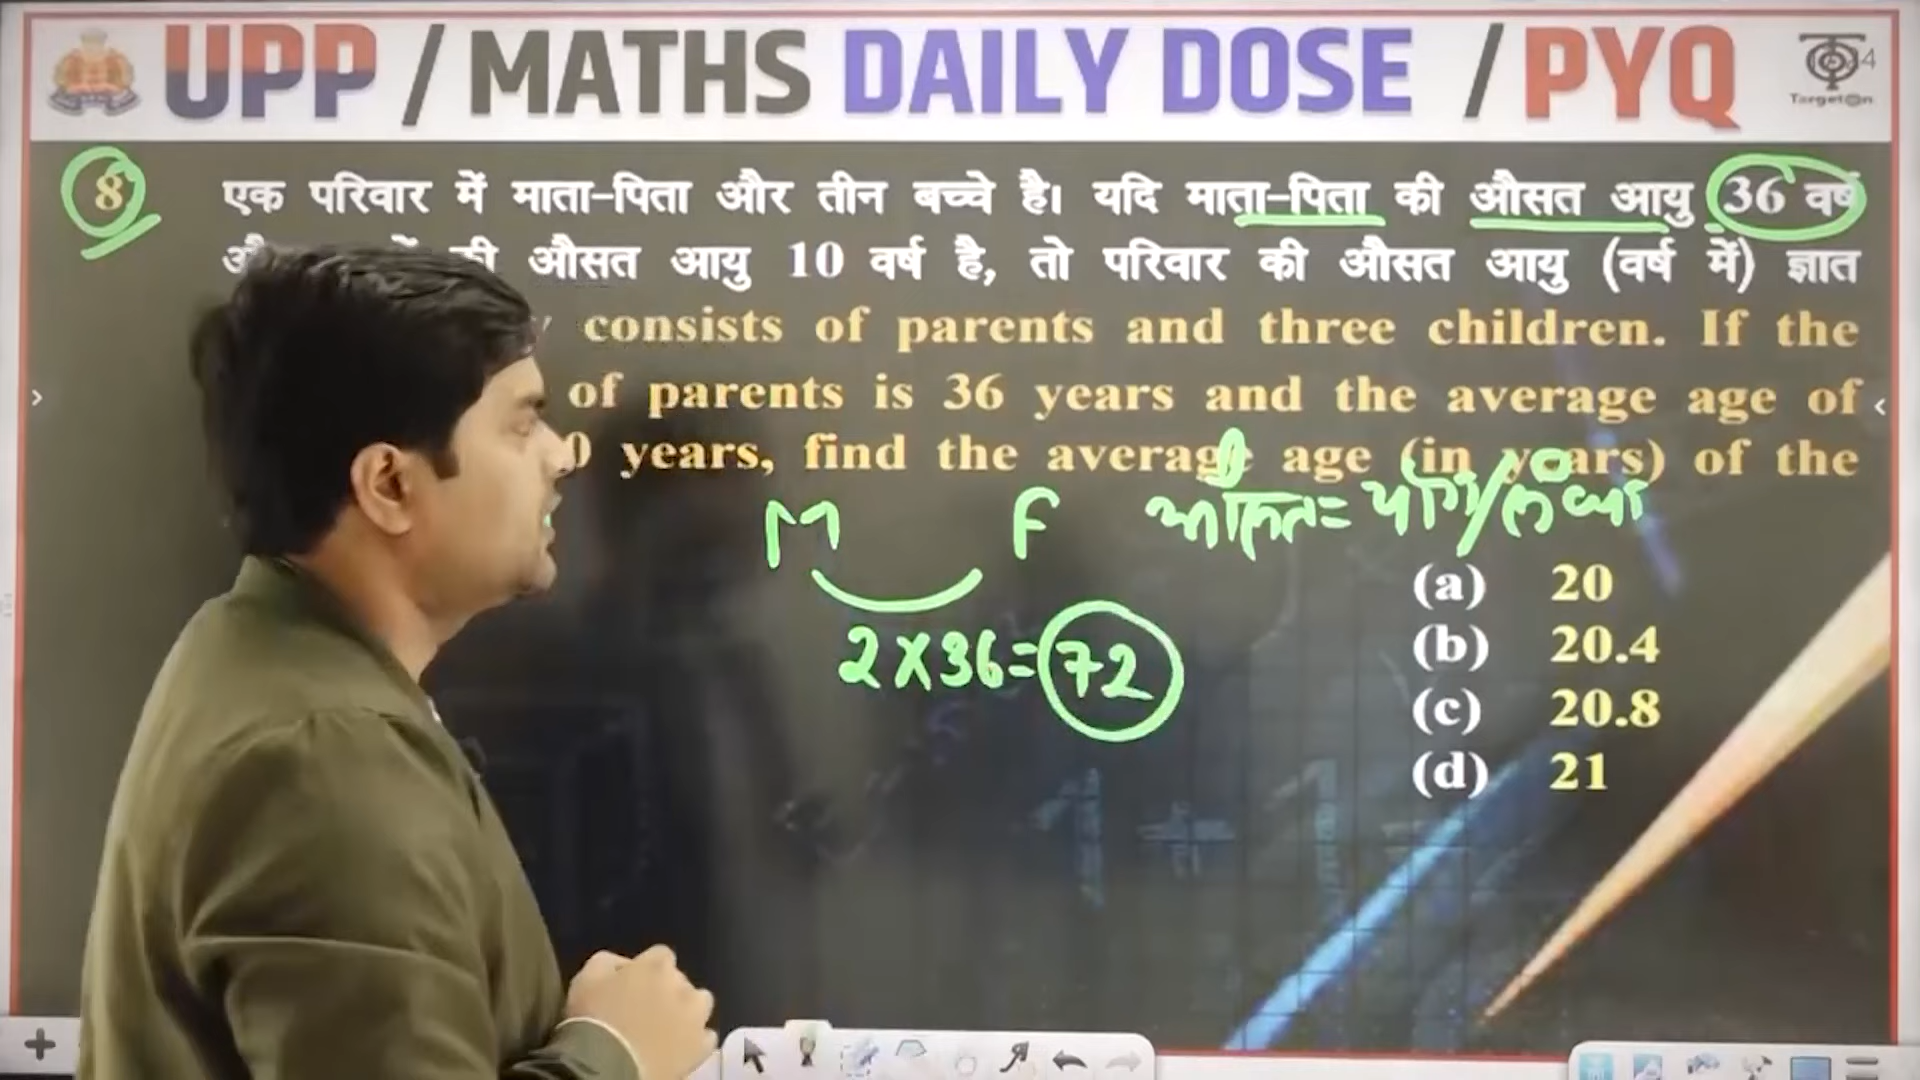 UPP / MATHS DAILY DOSE / PYQ
Target@n
8
एक परिवार में माता-पिता और तीन बच्चे है। यदि माता-पिता की औसत आयु 36 वर्ष
की औसत आयु 10 वर्ष है, तो परिवार की औसत आयु (वर्ष में) ज्ञात
consists of parents and three children. If the
of parents is 36 years and the average age of
years, find the average age (in years) of the
M F औसत= योग/संख्या
2×36=72
(a) 20
(b) 20.4
(c) 20.8
(d) 21